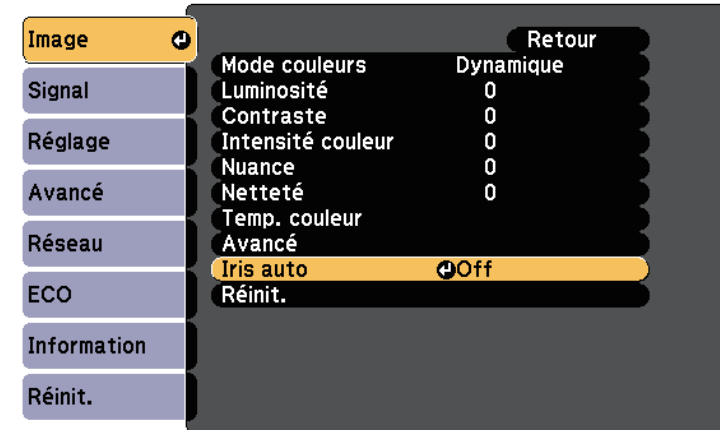 Image
Signal
Réglage
Avancé
Réseau
ECO
Information
Réinit.
Retour
Mode couleurs Dynamique
Luminosité 0
Contraste 0
Intensité couleur 0
Nuance 0
Netteté 0
Temp. couleur
Avancé
Iris auto Off
Réinit.